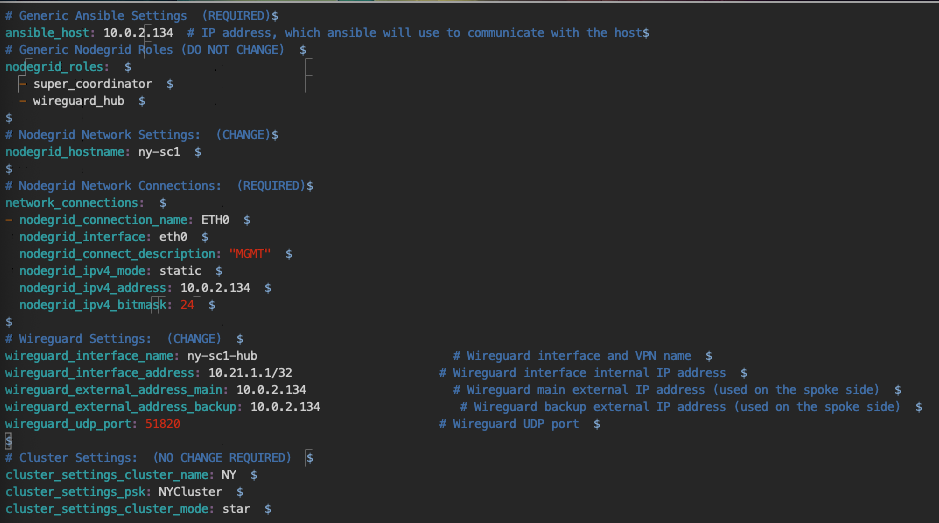 # Generic Ansible Settings  (REQUIRED)$
ansible_host: 10.0.2.134  # IP address, which ansible will use to communicate with the host$
# Generic Nodegrid Roles (DO NOT CHANGE)  $
nodegrid_roles:  $
  - super_coordinator  $
  - wireguard_hub  $
$
# Nodegrid Network Settings:  (CHANGE)$
nodegrid_hostname: ny-sc1  $
$
# Nodegrid Network Connections:  (REQUIRED)$
network_connections:  $
- nodegrid_connection_name: ETH0  $
  nodegrid_interface: eth0  $
  nodegrid_connect_description: "MGMT"  $
  nodegrid_ipv4_mode: static  $
  nodegrid_ipv4_address: 10.0.2.134  $
  nodegrid_ipv4_bitmask: 24  $
$
# Wireguard Settings:  (CHANGE)  $
wireguard_interface_name: ny-sc1-hub                            # Wireguard interface and VPN name  $
wireguard_interface_address: 10.21.1.1/32                     # Wireguard interface internal IP address  $
wireguard_external_address_main: 10.0.2.134                     # Wireguard main external IP address (used on the spoke side)  $
wireguard_external_address_backup: 10.0.2.134                    # Wireguard backup external IP address (used on the spoke side)  $
wireguard_udp_port: 51820                                     # Wireguard UDP port  $
$
# Cluster Settings:  (NO CHANGE REQUIRED)  $
cluster_settings_cluster_name: NY  $
cluster_settings_psk: NYCluster  $
cluster_settings_cluster_mode: star  $